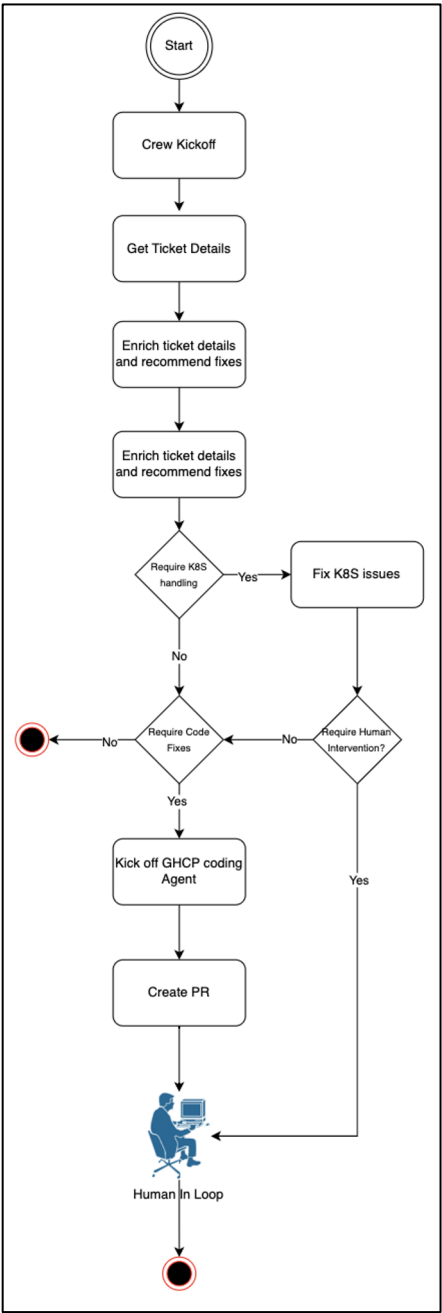 Start
Crew Kickoff
Get Ticket Details
Enrich ticket details
and recommend fixes
Enrich ticket details
and recommend fixes
Require K8S
handling
Yes
Fix K8S issues
No
Require Code
Fixes
No
No
Require Human
Intervention?
Yes
Kick off GHCP coding
Agent
Yes
Create PR
Human In Loop